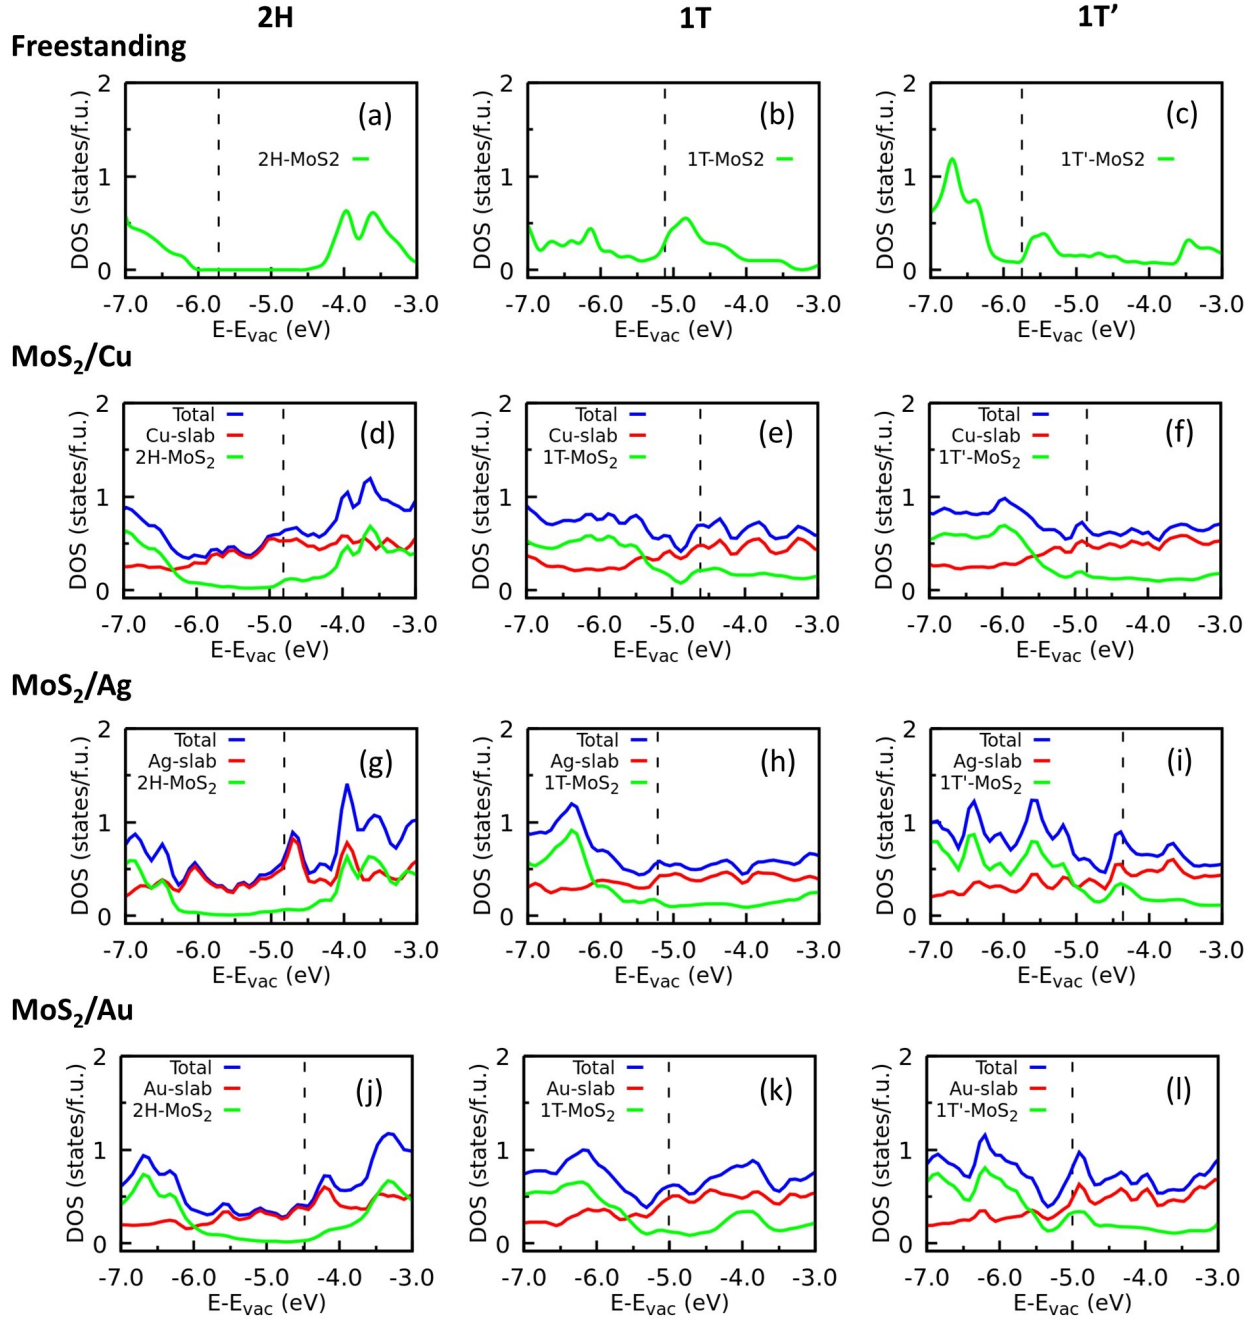 2H 1T 1T’
Freestanding
2
1
0
DOS (states/f.u.)
(a)
2H-MoS2
-7.0 -6.0 -5.0 -4.0 -3.0
E-Evac (eV)
2
1
0
DOS (states/f.u.)
(b)
1T-MoS2
-7.0 -6.0 -5.0 -4.0 -3.0
E-Evac (eV)
2
1
0
DOS (states/f.u.)
(c)
1T'-MoS2
-7.0 -6.0 -5.0 -4.0 -3.0
E-Evac (eV)
MoS2/Cu
2
1
0
DOS (states/f.u.)
Total
Cu-slab
2H-MoS2
(d)
-7.0 -6.0 -5.0 -4.0 -3.0
E-Evac (eV)
2
1
0
DOS (states/f.u.)
Total
Cu-slab
1T-MoS2
(e)
-7.0 -6.0 -5.0 -4.0 -3.0
E-Evac (eV)
2
1
0
DOS (states/f.u.)
Total
Cu-slab
1T'-MoS2
(f)
-7.0 -6.0 -5.0 -4.0 -3.0
E-Evac (eV)
MoS2/Ag
2
1
0
DOS (states/f.u.)
Total
Ag-slab
2H-MoS2
(g)
-7.0 -6.0 -5.0 -4.0 -3.0
E-Evac (eV)
2
1
0
DOS (states/f.u.)
Total
Ag-slab
1T-MoS2
(h)
-7.0 -6.0 -5.0 -4.0 -3.0
E-Evac (eV)
2
1
0
DOS (states/f.u.)
Total
Ag-slab
1T'-MoS2
(i)
-7.0 -6.0 -5.0 -4.0 -3.0
E-Evac (eV)
MoS2/Au
2
1
0
DOS (states/f.u.)
Total
Au-slab
2H-MoS2
(j)
-7.0 -6.0 -5.0 -4.0 -3.0
E-Evac (eV)
2
1
0
DOS (states/f.u.)
Total
Au-slab
1T-MoS2
(k)
-7.0 -6.0 -5.0 -4.0 -3.0
E-Evac (eV)
2
1
0
DOS (states/f.u.)
Total
Au-slab
1T'-MoS2
(l)
-7.0 -6.0 -5.0 -4.0 -3.0
E-Evac (eV)